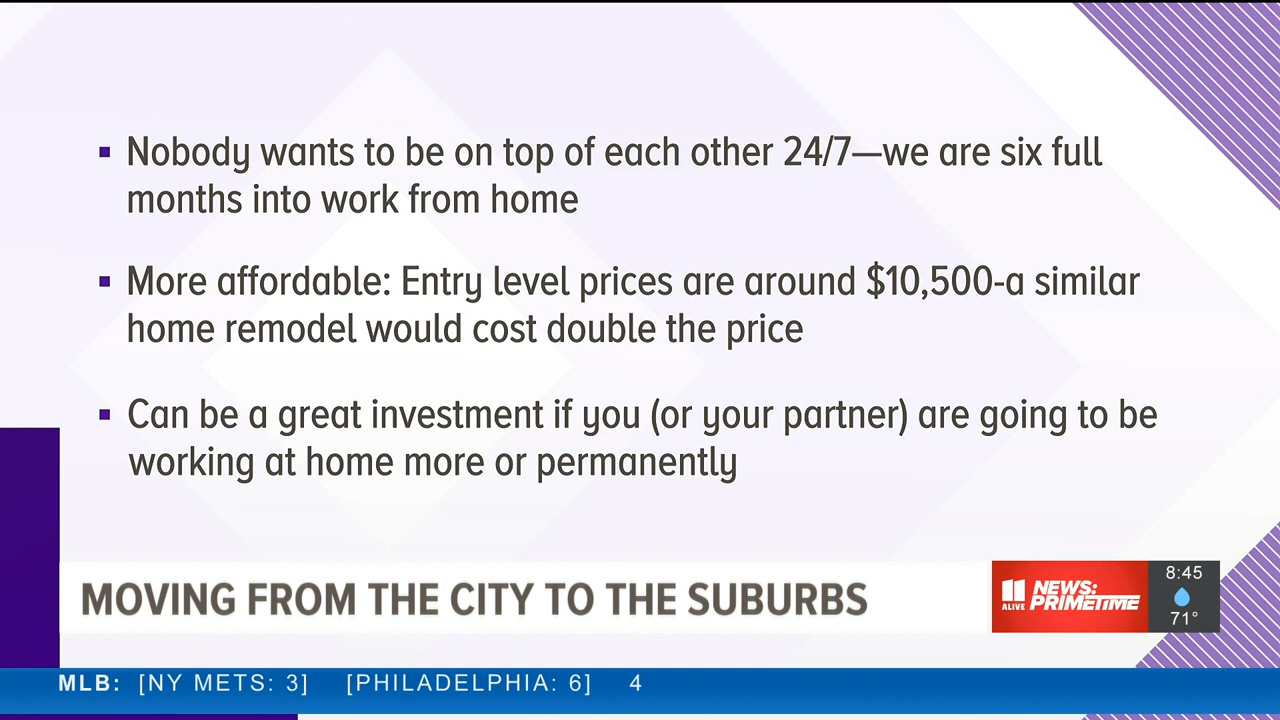 ▪ Nobody wants to be on top of each other 24/7—we are six full
months into work from home
▪ More affordable: Entry level prices are around $10,500-a similar
home remodel would cost double the price
▪ Can be a great investment if you (or your partner) are going to be
working at home more or permanently
MOVING FROM THE CITY TO THE SUBURBS
11 ALIVE NEWS: PRIMETIME
8:45
71°
MLB: [NY METS: 3] [PHILADELPHIA: 6] 4